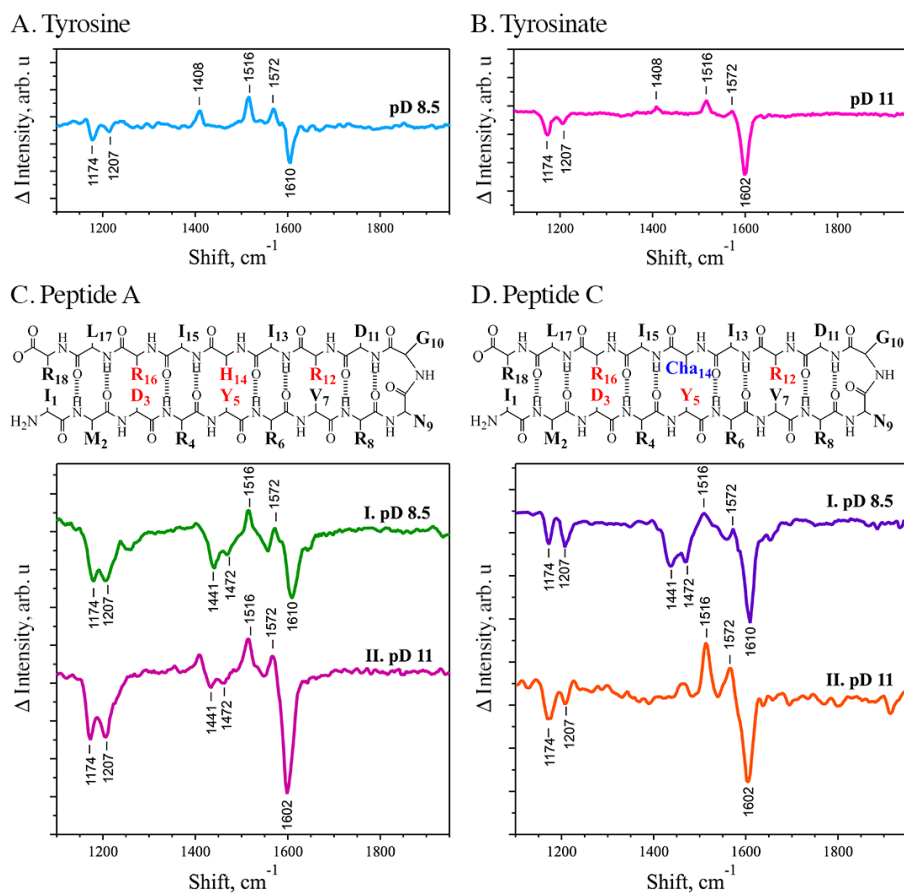 A. Tyrosine
Δ Intensity, arb. u
1408
1516
1572
pD 8.5
1174
1207
1610
1200 1400 1600 1800
Shift, cm-1
B. Tyrosinate
Δ Intensity, arb. u
1408
1516
1572
pD 11
1174
1207
1602
1200 1400 1600 1800
Shift, cm-1
C. Peptide A
O L17 H N O I15 H N O I13 H N O D11 H N O G10
O N H O N H O N H O N H NH
R18 R16 H14 R12
I1 D3 Y5 V7 O
H2N O H N O H N O H N O H N
M2 R4 R6 R8 N9
Δ Intensity, arb. u
1516
1572
I. pD 8.5
1174
1207
1441
1472
1610
1516
1572
II. pD 11
1174
1207
1441
1472
1602
1200 1400 1600 1800
Shift, cm-1
D. Peptide C
O L17 H N O I15 H N O I13 H N O D11 H N O G10
O N H O N H O N H O N H NH
R18 R16 Cha14 R12
I1 D3 Y5 V7 O
H2N O H N O H N O H N O H N
M2 R4 R6 R8 N9
Δ Intensity, arb. u
1516
1572
I. pD 8.5
1174
1207
1441
1472
1610
1516
1572
II. pD 11
1174
1207
1602
1200 1400 1600 1800
Shift, cm-1